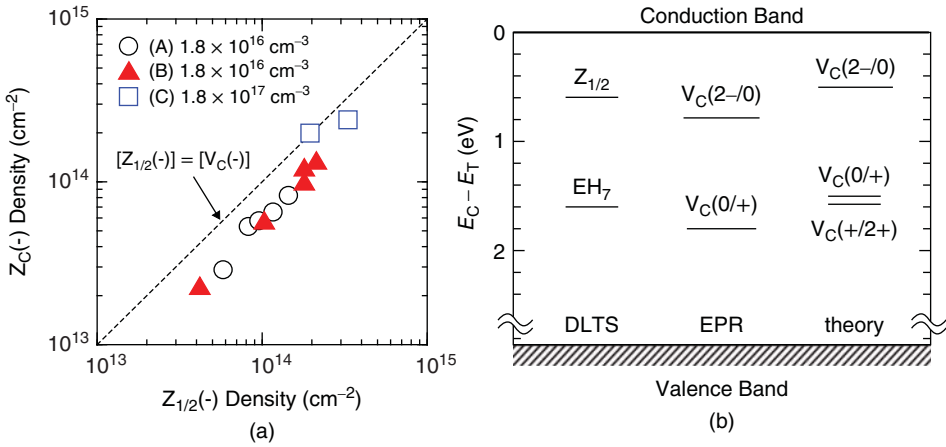 10^15
10^14
10^13
Z_C(-) Density (cm^−2)
(A) 1.8 × 10^16 cm^−3
(B) 1.8 × 10^16 cm^−3
(C) 1.8 × 10^17 cm^−3
[Z_1/2(-)] = [V_C(-)]
10^13 10^14 10^15
Z_1/2(-) Density (cm^−2)
(a)
Conduction Band
0
1
2
E_C − E_T (eV)
Z_1/2
V_C(2−/0)
V_C(2−/0)
EH_7
V_C(0/+)
V_C(0/+)
V_C(+/2+)
DLTS EPR theory
Valence Band
(b)